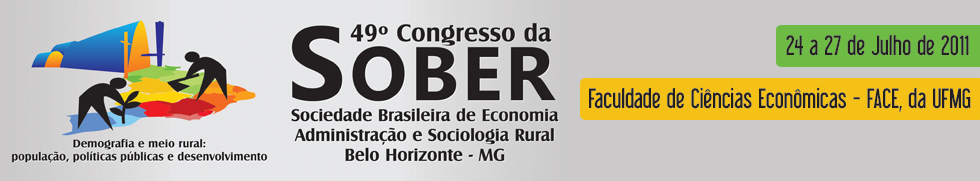 Demografia e meio rural:
população, políticas públicas e desenvolvimento
49º Congresso da
SOBER
Sociedade Brasileira de Economia
Administração e Sociologia Rural
Belo Horizonte - MG
24 a 27 de Julho de 2011
Faculdade de Ciências Econômicas - FACE, da UFMG